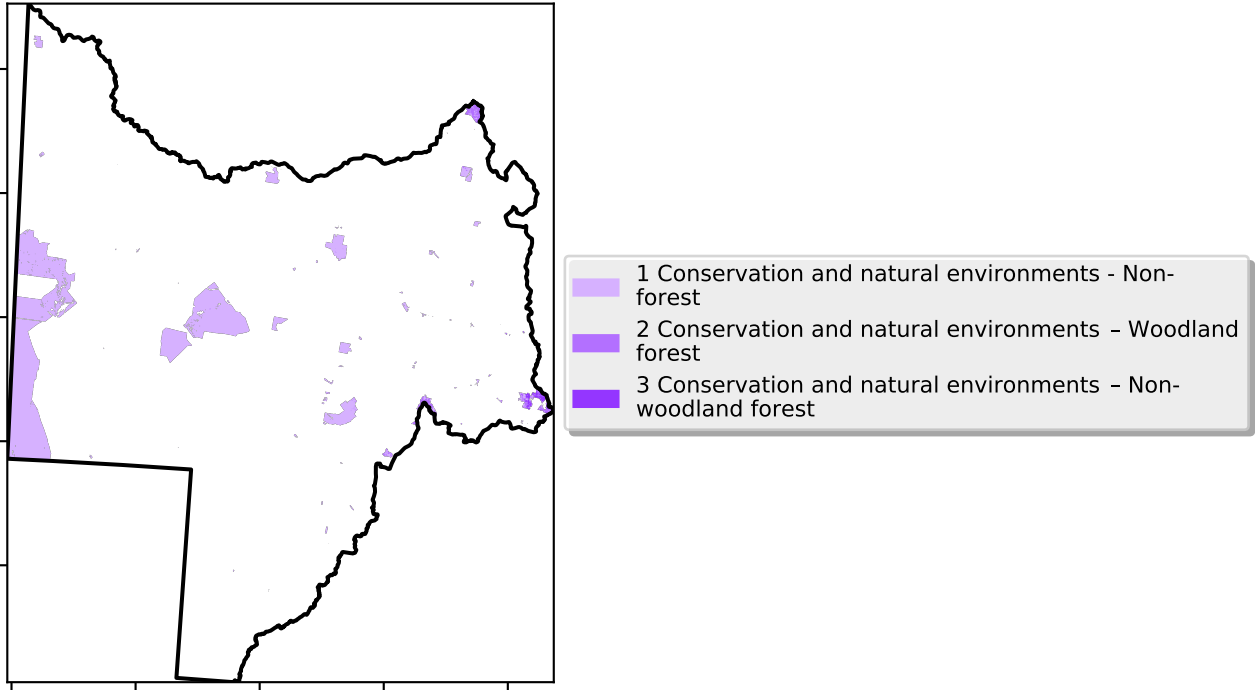 1 Conservation and natural environments - Non-
forest
2 Conservation and natural environments – Woodland
forest
3 Conservation and natural environments – Non-
woodland forest